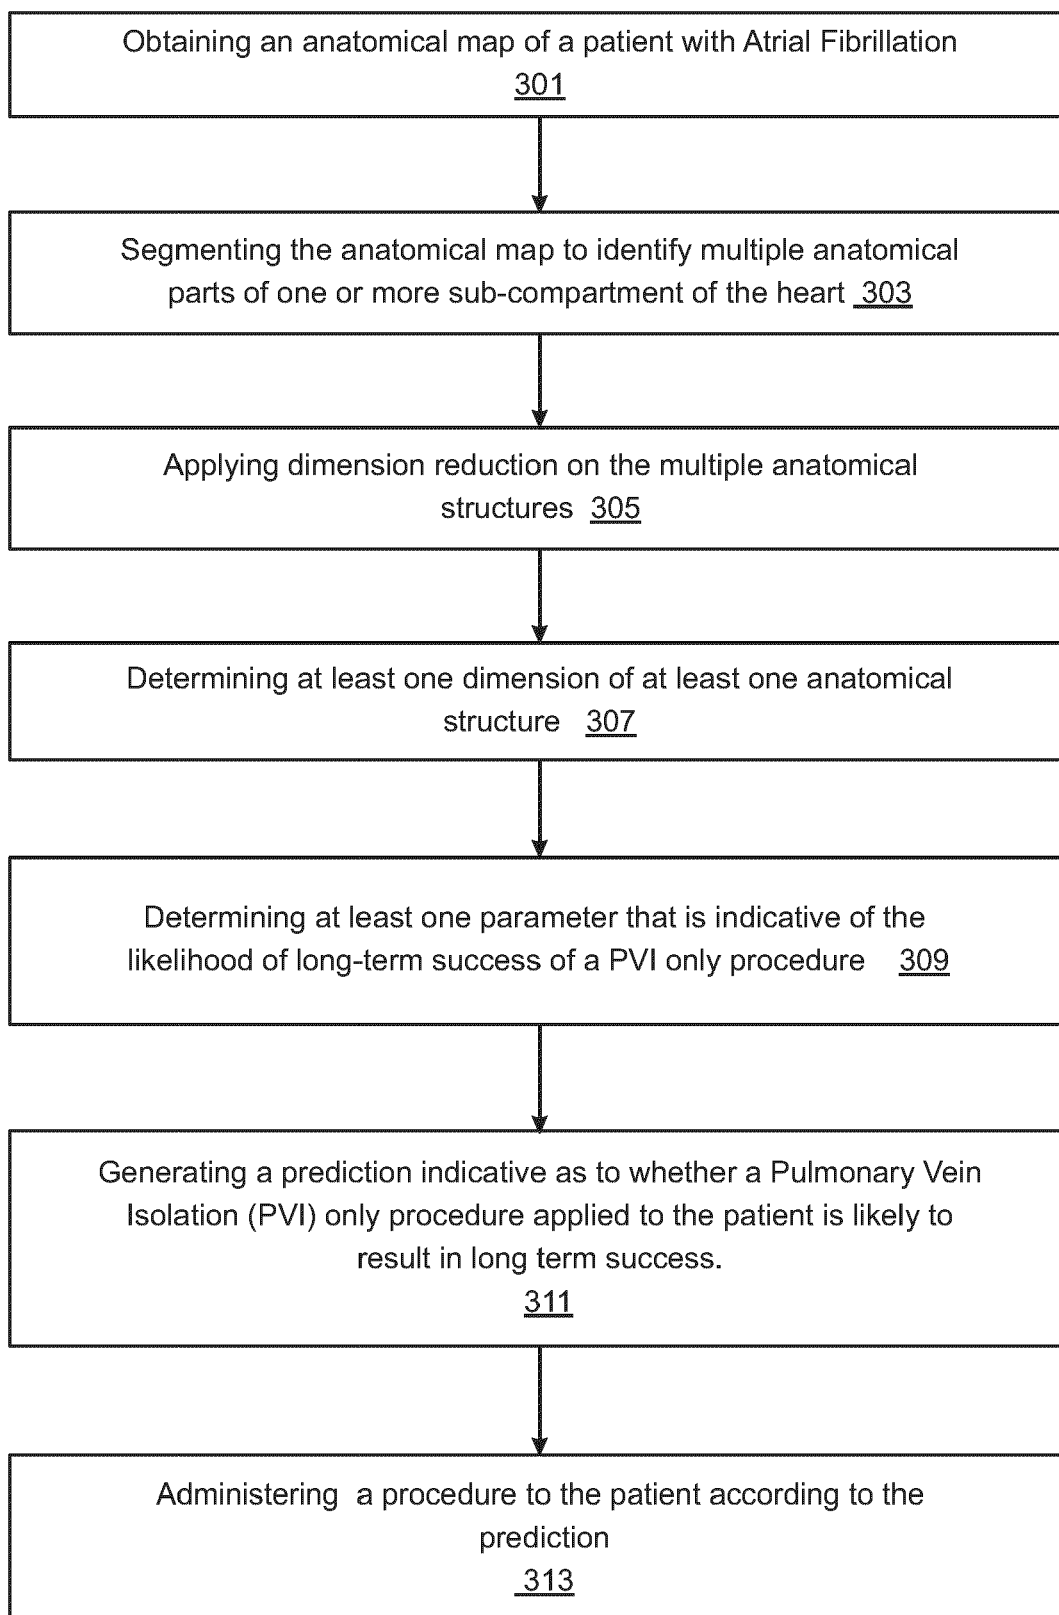 Obtaining an anatomical map of a patient with Atrial Fibrillation
301
Segmenting the anatomical map to identify multiple anatomical
parts of one or more sub-compartment of the heart 303
Applying dimension reduction on the multiple anatomical
structures 305
Determining at least one dimension of at least one anatomical
structure 307
Determining at least one parameter that is indicative of the
likelihood of long-term success of a PVI only procedure 309
Generating a prediction indicative as to whether a Pulmonary Vein
Isolation (PVI) only procedure applied to the patient is likely to
result in long term success.
311
Administering a procedure to the patient according to the
prediction
313